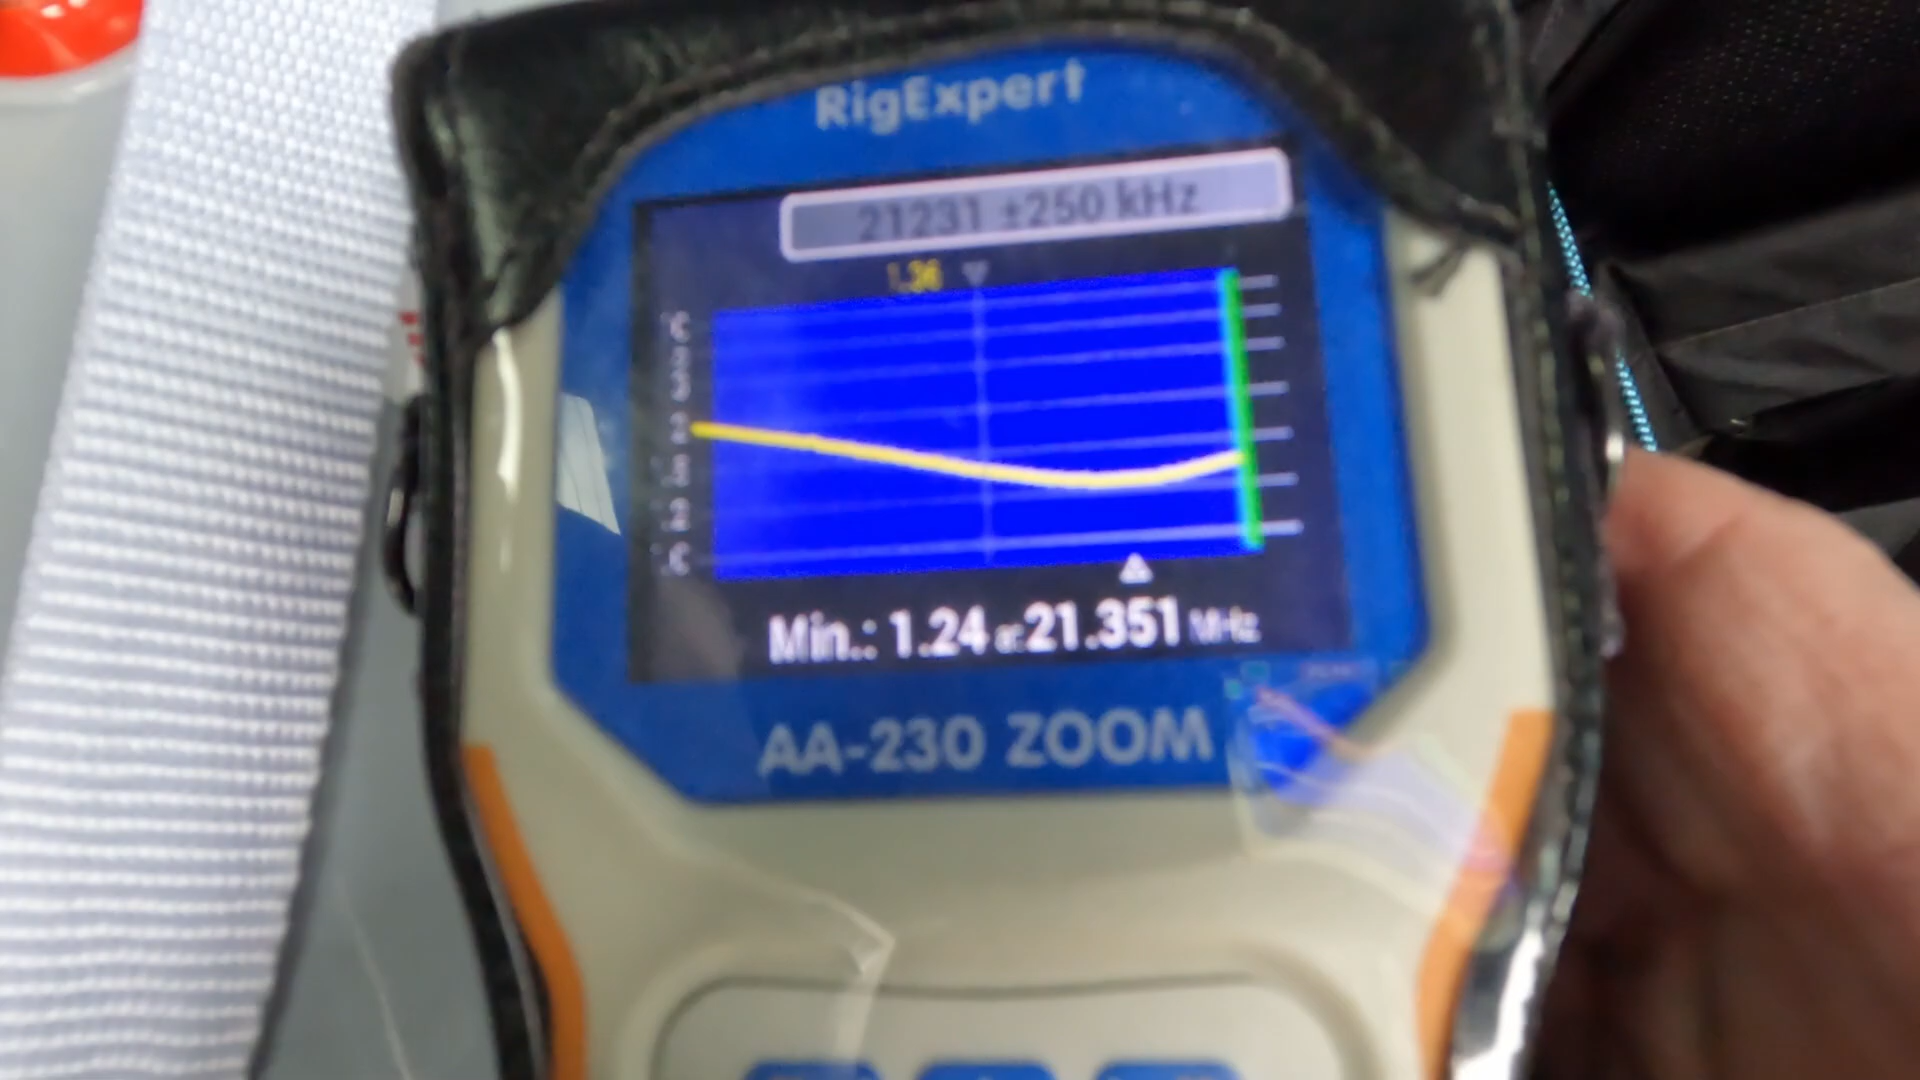 RigExpert
21231 ±250 kHz
1.36
Min.: 1.24 at 21.351 MHz
AA-230 ZOOM